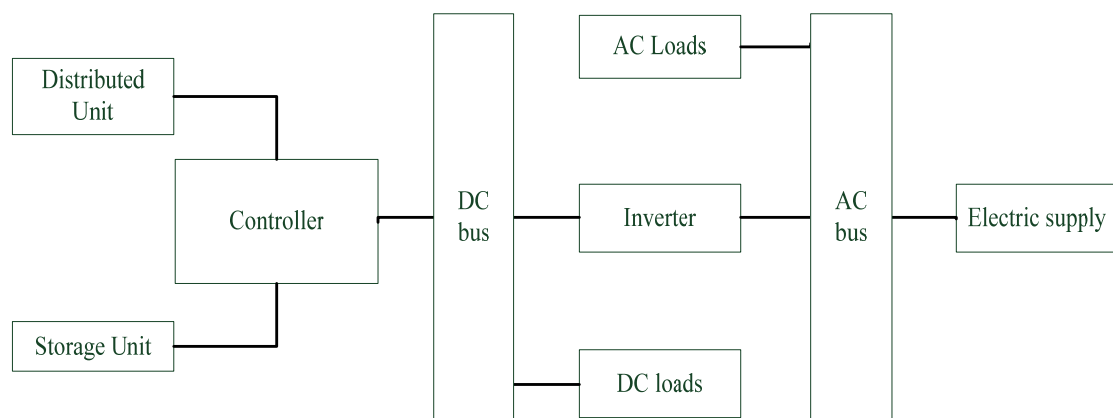 Distributed
Unit
Storage Unit
Controller
DC
bus
AC Loads
Inverter
DC loads
AC
bus
Electric supply